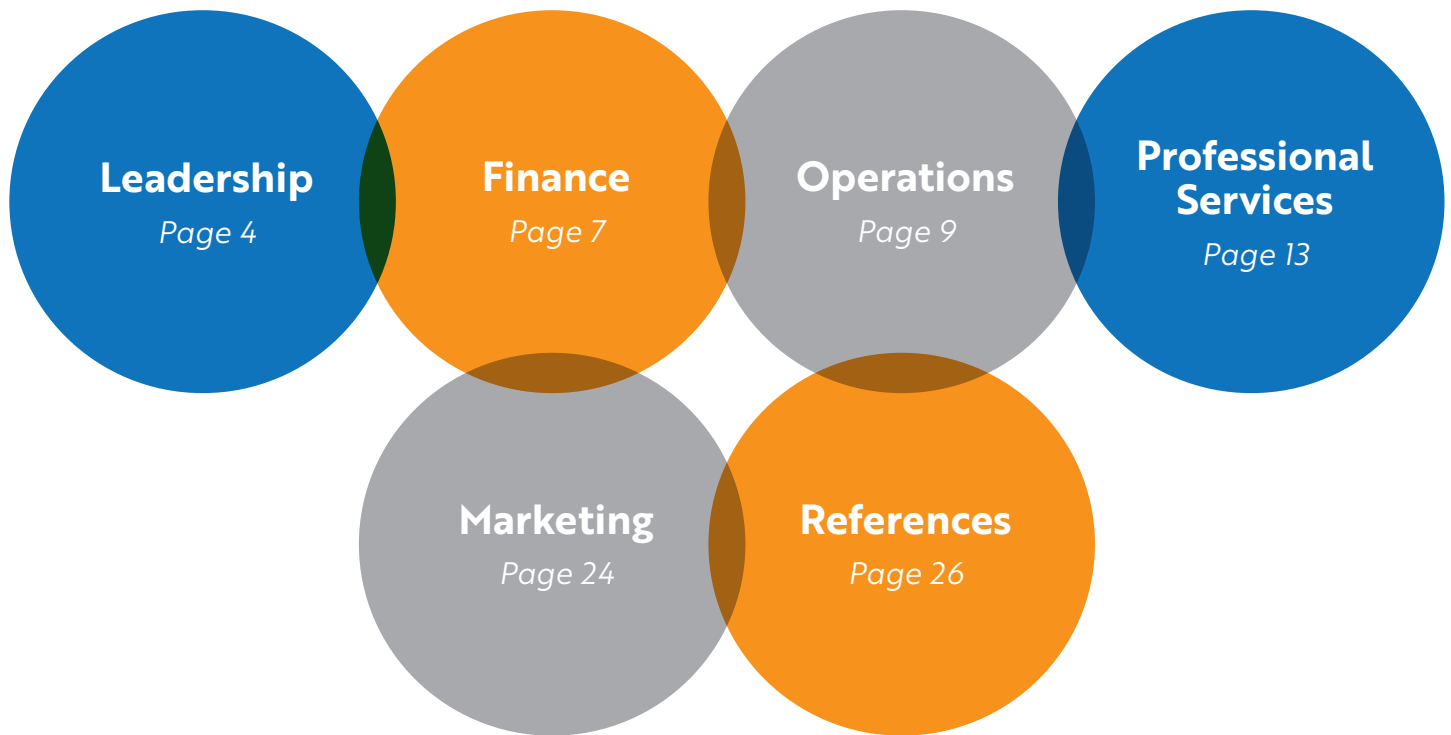 Leadership
Page 4
Finance
Page 7
Operations
Page 9
Professional
Services
Page 13
Marketing
Page 24
References
Page 26